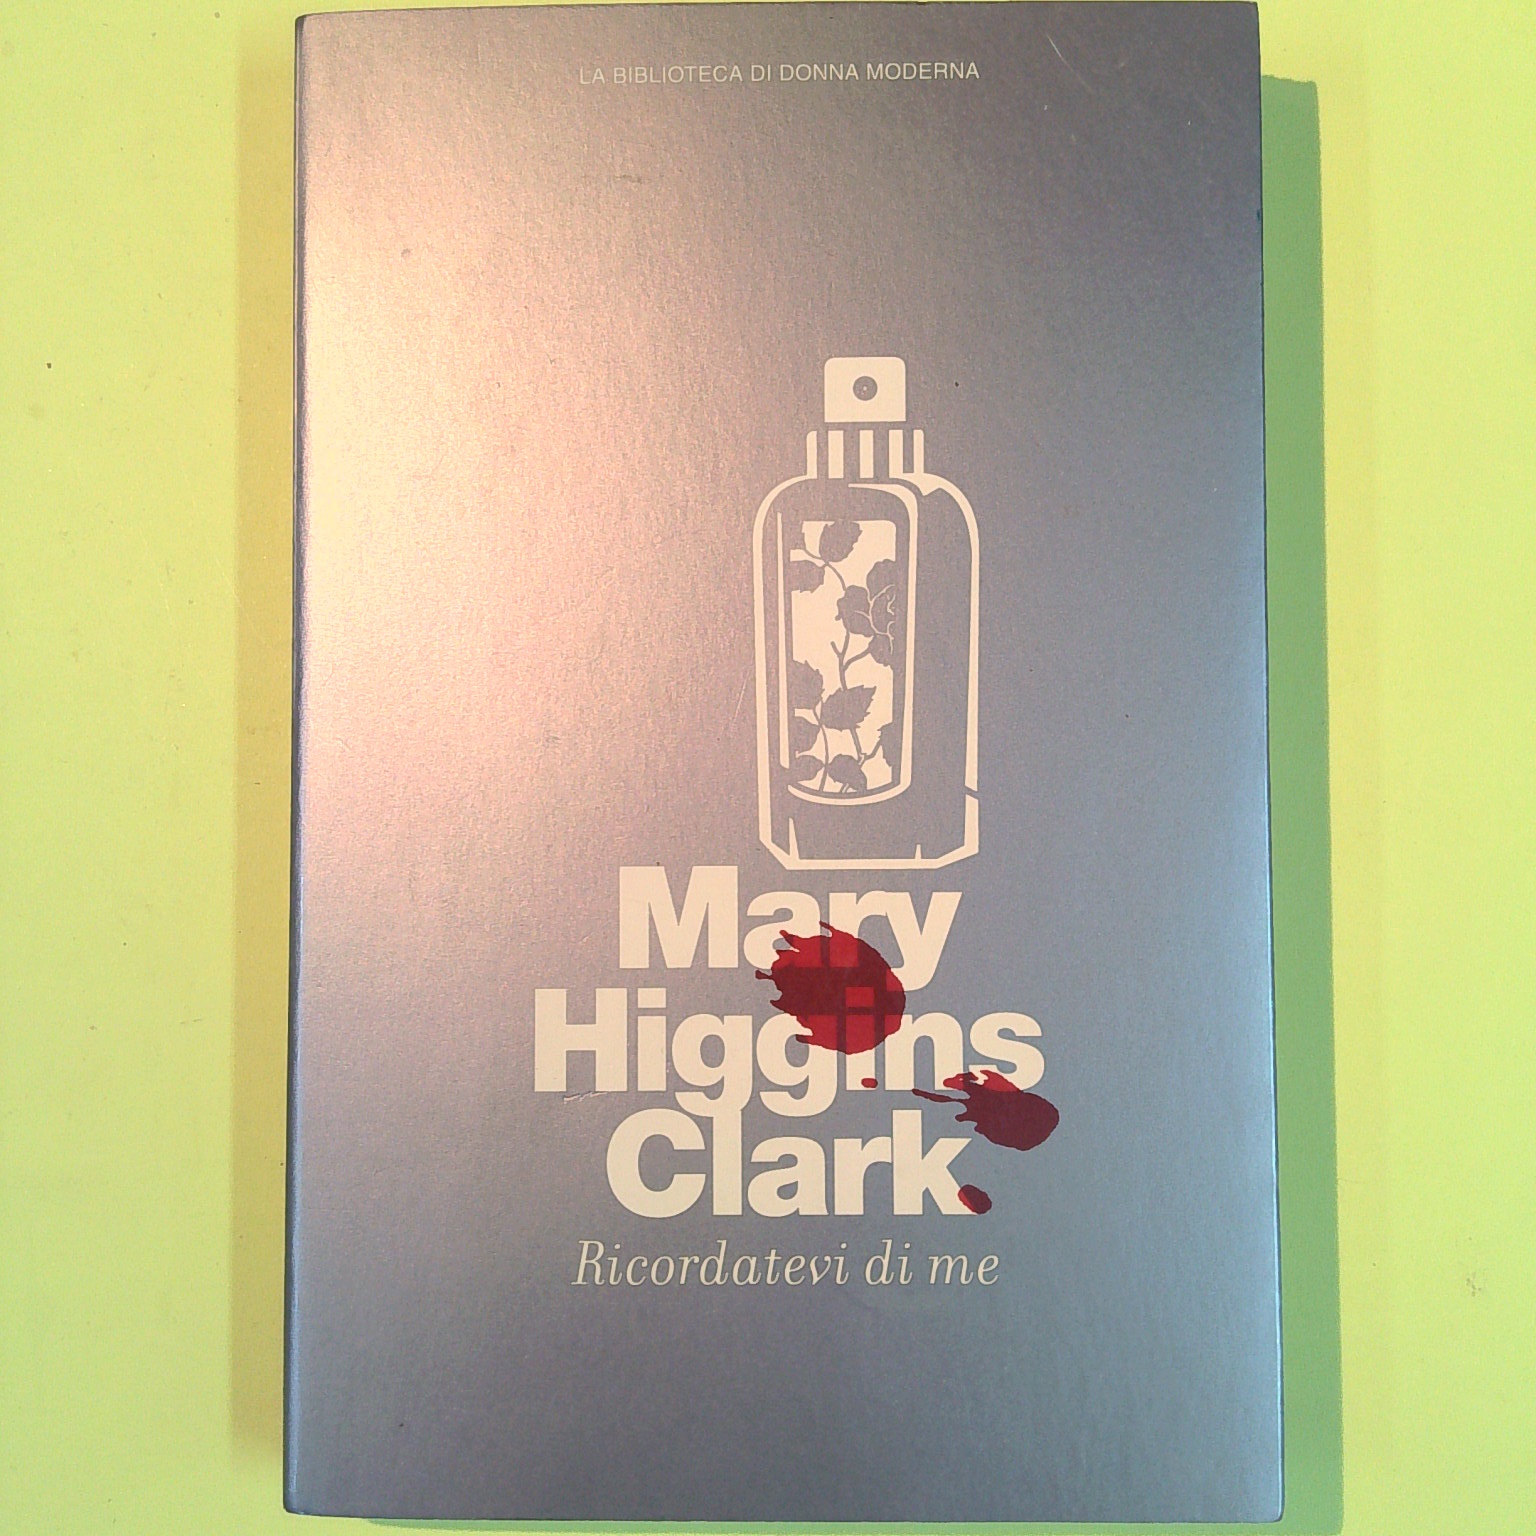 LA BIBLIOTECA DI DONNA MODERNA
Mary
Higgins
Clark
Ricordatevi di me